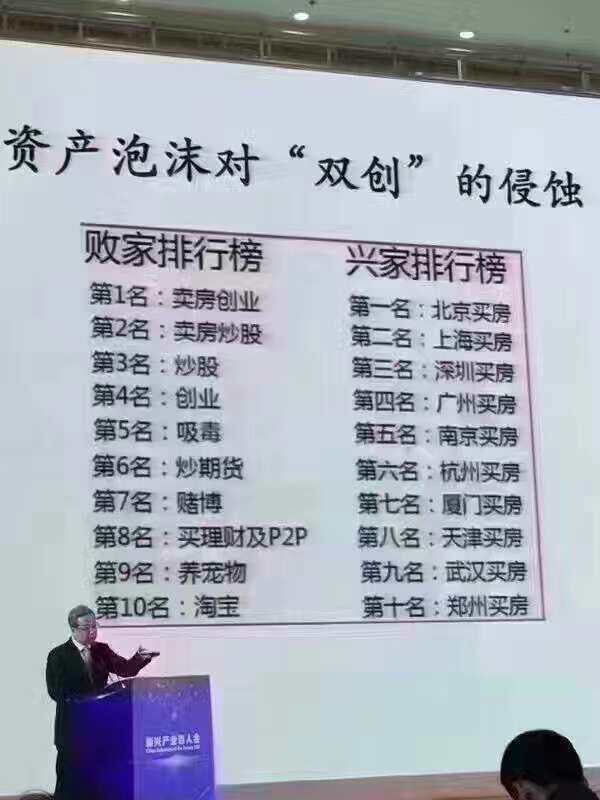 资产泡沫对“双创”的侵蚀
败家排行榜
第1名：卖房创业
第2名：卖房炒股
第3名：炒股
第4名：创业
第5名：吸毒
第6名：炒期货
第7名：赌博
第8名：买理财及P2P
第9名：养宠物
第10名：淘宝
兴家排行榜
第一名：北京买房
第二名：上海买房
第三名：深圳买房
第四名：广州买房
第五名：南京买房
第六名：杭州买房
第七名：厦门买房
第八名：天津买房
第九名：武汉买房
第十名：郑州买房
新兴产业百人会